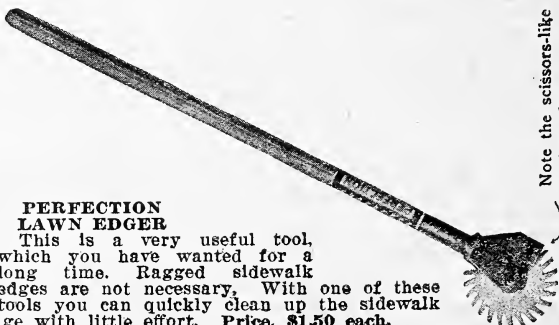 Note the scissors-like
PERFECTION
LAWN EDGER
This is a very useful tool,
which you have wanted for a
long time. Ragged sidewalk
edges are not necessary, With one of these
tools you can quickly clean up the sidewalk
ge with little effort. Price, $1.50 each.